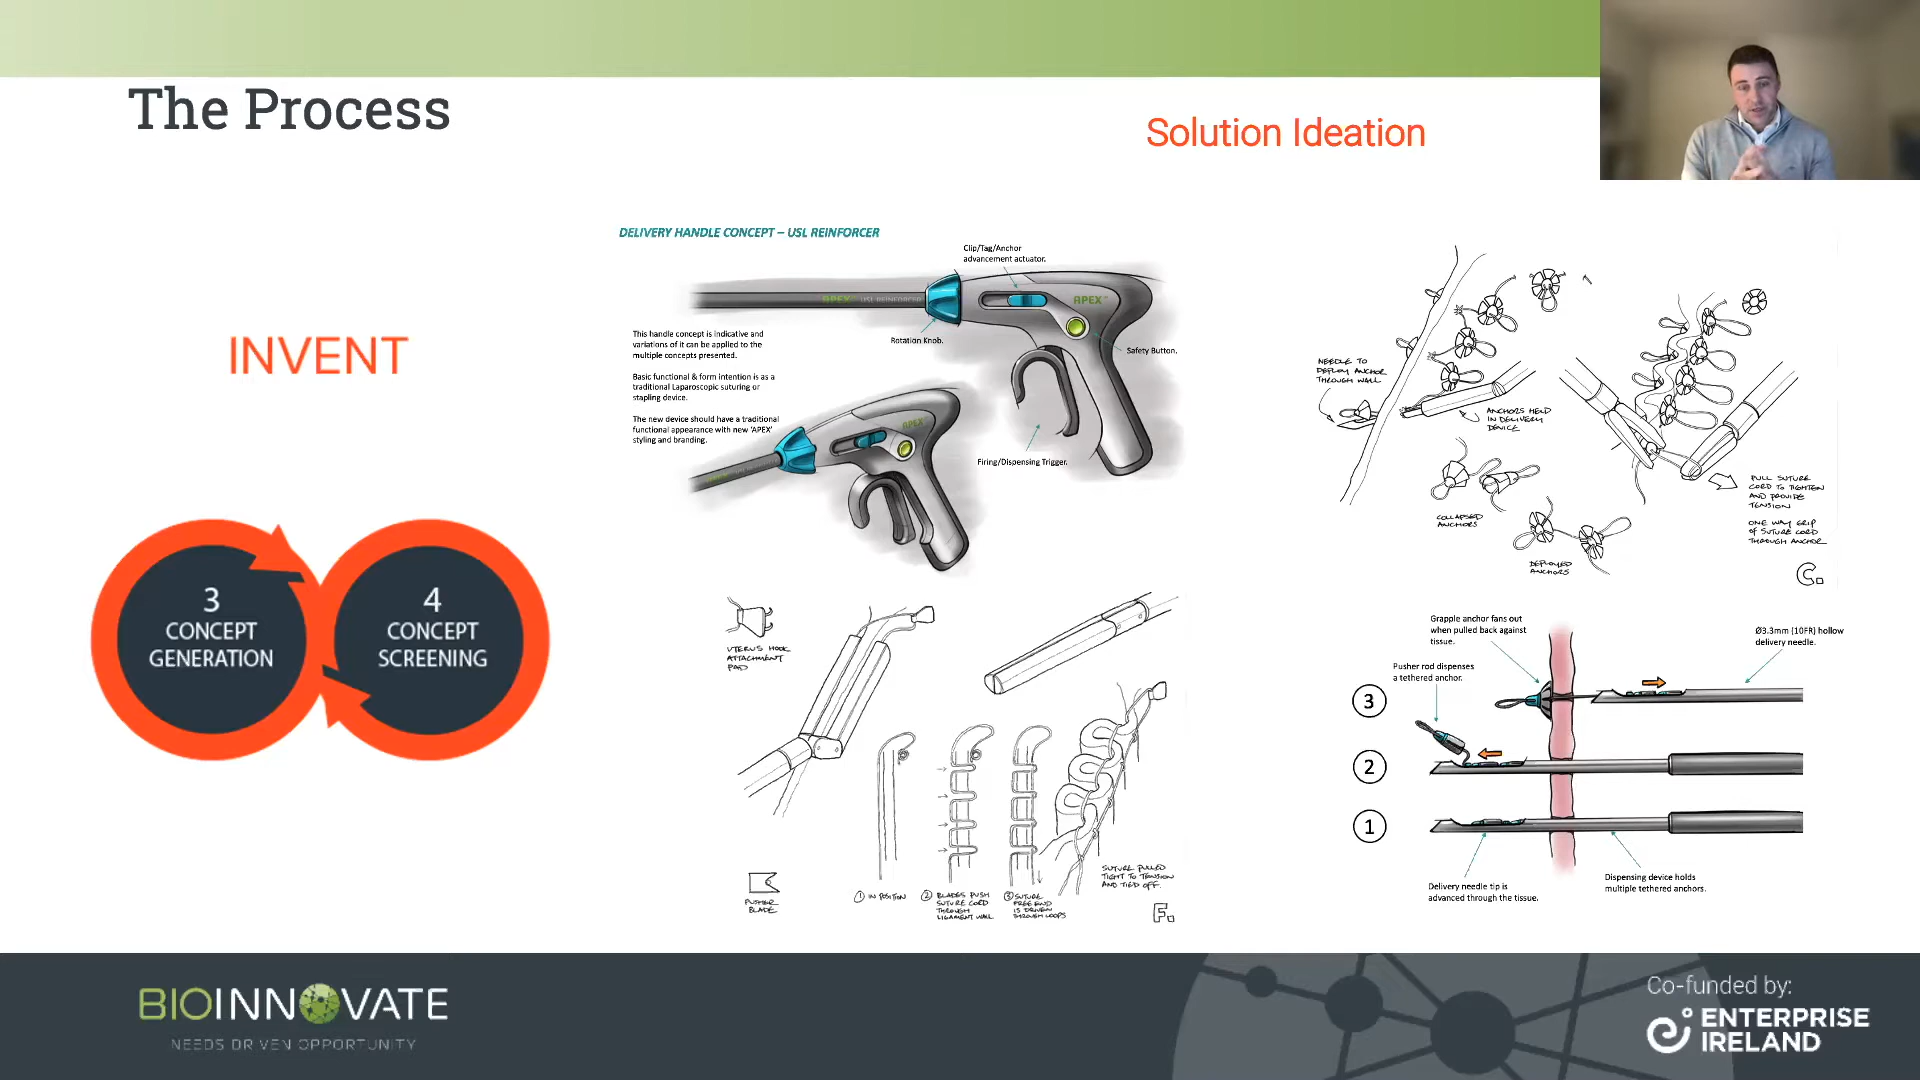 The Process
Solution Ideation
INVENT
3
CONCEPT
GENERATION
4
CONCEPT
SCREENING
DELIVERY HANDLE CONCEPT – USL REINFORCER
Clip/Tag/Anchor
advancement actuator.
APEX™ USL REINFORCER
APEX™
This handle concept is indicative and
variations of it can be applied to the
multiple concepts presented.
Rotation Knob.
Safety Button.
Basic functional & form intention is as a
traditional Laparoscopic suturing or
stapling device.
The new device should have a traditional
functional appearance with new 'APEX'
styling and branding.
APEX
Firing/Dispensing Trigger.
NEEDLE TO
DEPLOY ANCHOR
THROUGH WALL
ANCHORS HELD
IN DELIVERY
DEVICE
COLLAPSED
ANCHORS
DEPLOYED
ANCHORS
PULL SUTURE
CORD TO TIGHTEN
AND PROVIDE
TENSION
ONE WAY GRIP
OF SUTURE CORD
THROUGH ANCHOR
C.
UTERUS HOOK
ATTACHMENT
PAD
PUSHER
BLADE
1 IN POSITION
2 BLADES PUSH
SUTURE CORD
THROUGH
LIGAMENT WALL
3 SUTURE
FREE END
IS DRIVEN
THROUGH LOOPS
SUTURE PULLED
TIGHT TO TENSION
AND TIED OFF.
F.
Grapple anchor fans out
when pulled back against
tissue.
Ø3.3mm (10FR) hollow
delivery needle.
Pusher rod dispenses
a tethered anchor.
3
2
1
Delivery needle tip is
advanced through the tissue.
Dispensing device holds
multiple tethered anchors.
BIOINNOVATE
NEEDS DRIVEN OPPORTUNITY
Co-funded by:
ENTERPRISE
IRELAND